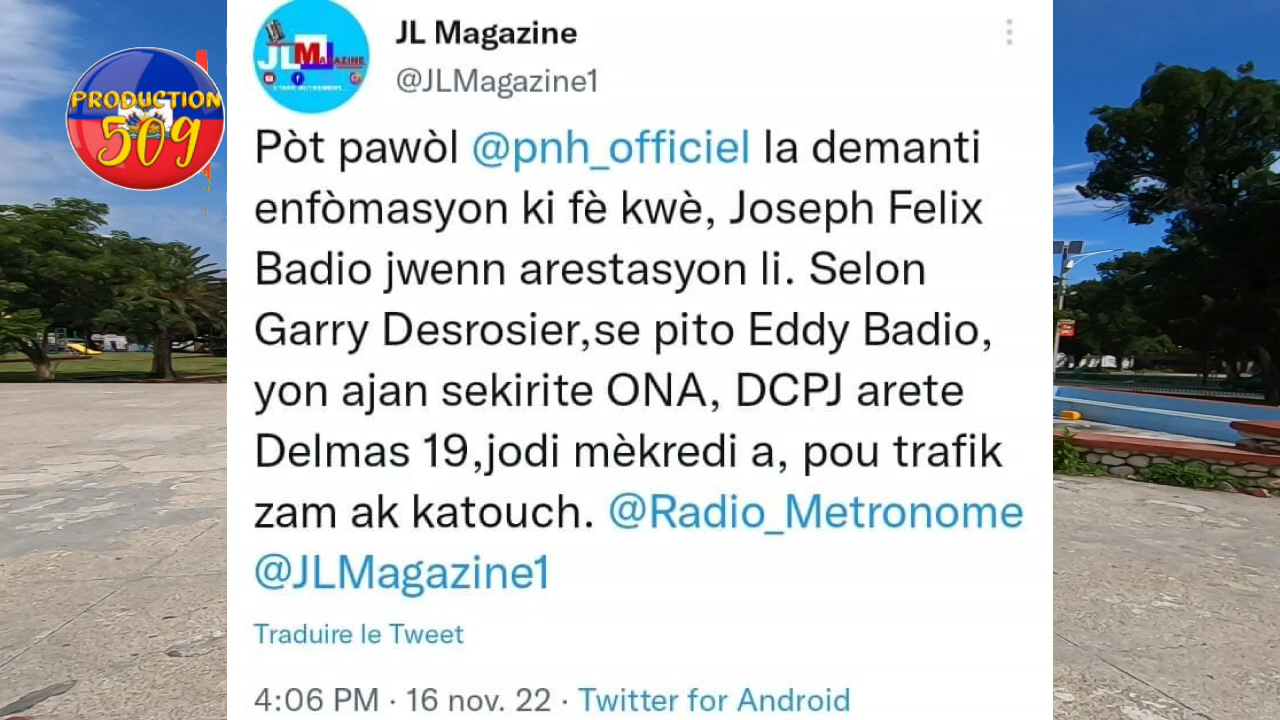 PRODUCTION
509
JLMAGAZINE
JL Magazine
@JLMagazine1
Pòt pawòl @pnh_officiel la demanti
enfòmasyon ki fè kwè, Joseph Felix
Badio jwenn arestasyon li. Selon
Garry Desrosier,se pito Eddy Badio,
yon ajan sekirite ONA, DCPJ arete
Delmas 19,jodi mèkredi a, pou trafik
zam ak katouch. @Radio_Metronome
@JLMagazine1
Traduire le Tweet
4:06 PM · 16 nov. 22 · Twitter for Android